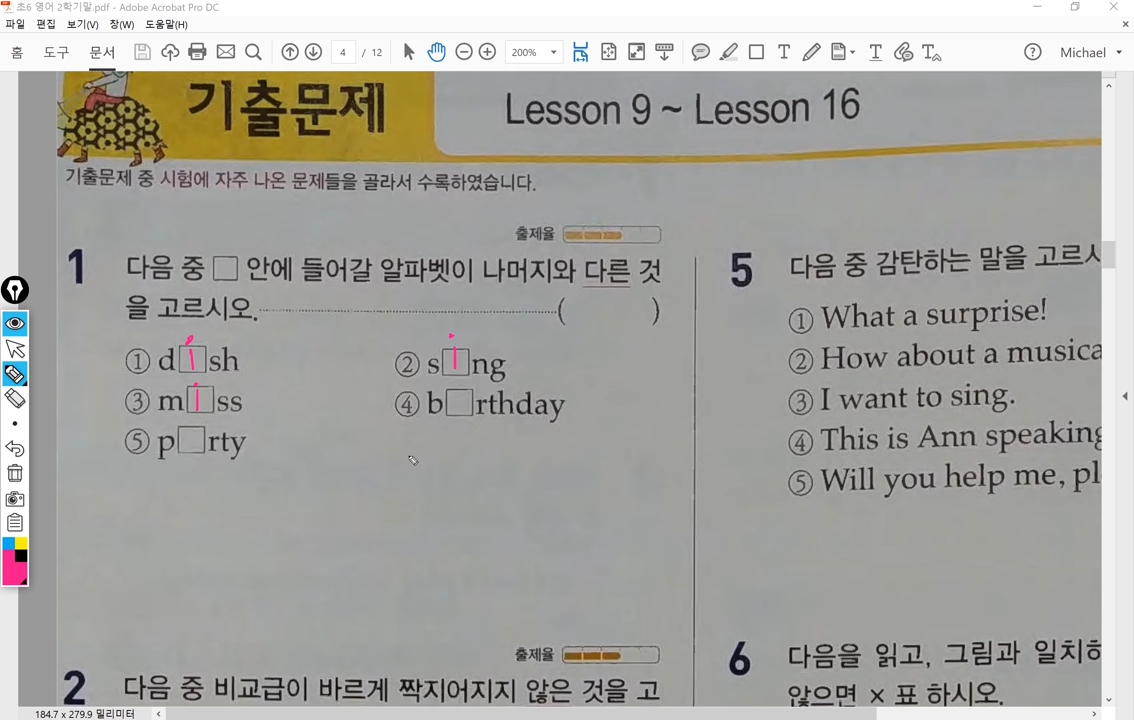 초6 영어 2학기말.pdf - Adobe Acrobat Pro DC
파일 편집 보기(V) 창(W) 도움말(H)
홈 도구 문서 4 / 12 200% Michael
기출문제 Lesson 9 ~ Lesson 16
기출문제 중 시험에 자주 나온 문제들을 골라서 수록하였습니다.
출제율
1 다음 중 □ 안에 들어갈 알파벳이 나머지와 다른 것
을 고르시오. ( )
① dish ② sing
③ miss ④ b□rthday
⑤ p□rty
출제율
2 다음 중 비교급이 바르게 짝지어지지 않은 것을 고
5 다음 중 감탄하는 말을 고르시
① What a surprise!
② How about a musica
③ I want to sing.
④ This is Ann speaking
⑤ Will you help me, pl
6 다음을 읽고, 그림과 일치하
않으면 × 표 하시오.
184.7 x 279.9 밀리미터